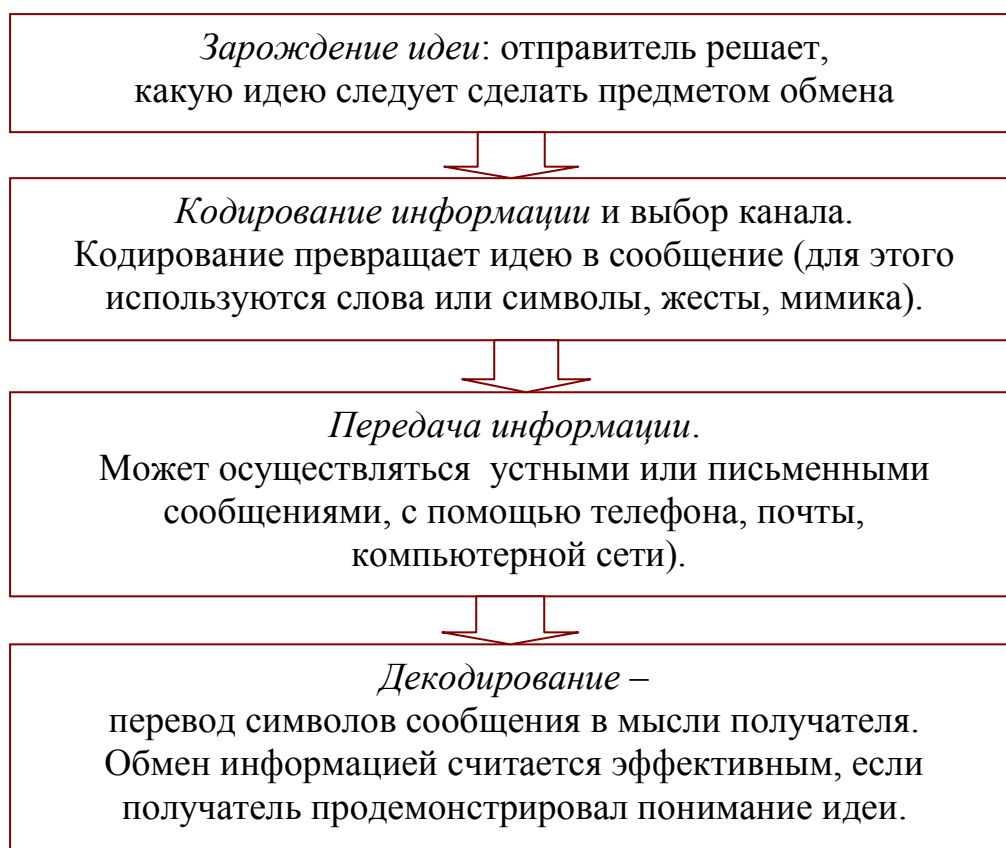 Зарождение идеи: отправитель решает,
какую идею следует сделать предметом обмена
Кодирование информации и выбор канала.
Кодирование превращает идею в сообщение (для этого
используются слова или символы, жесты, мимика).
Передача информации.
Может осуществляться устными или письменными
сообщениями, с помощью телефона, почты,
компьютерной сети).
Декодирование –
перевод символов сообщения в мысли получателя.
Обмен информацией считается эффективным, если
получатель продемонстрировал понимание идеи.